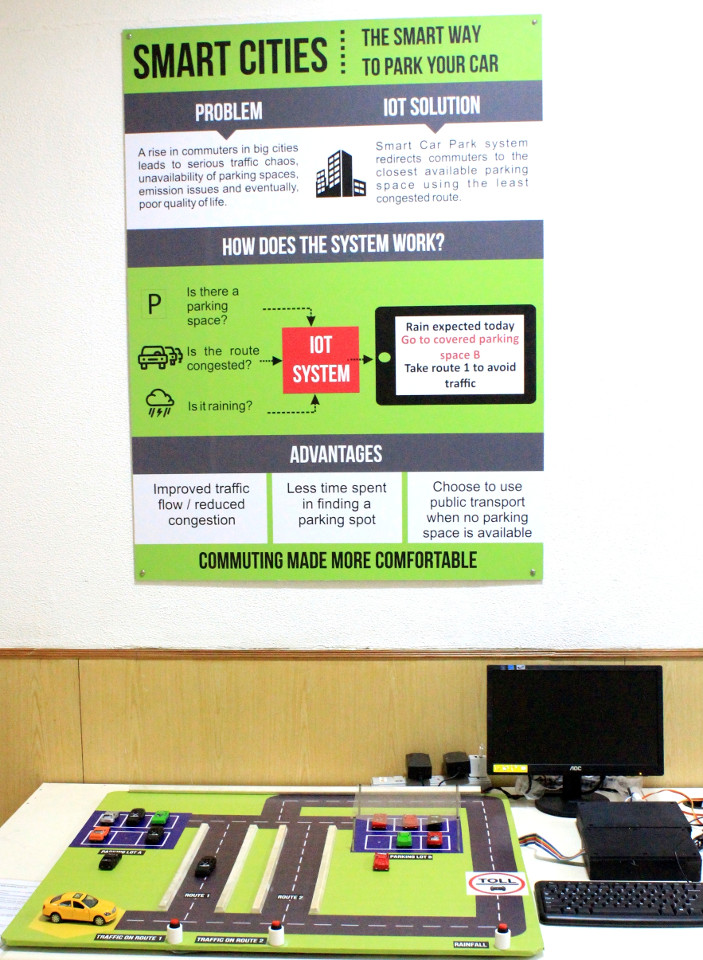 SMART CITIES
THE SMART WAY
TO PARK YOUR CAR
PROBLEM
IOT SOLUTION
A rise in commuters in big cities
leads to serious traffic chaos,
unavailability of parking spaces,
emission issues and eventually,
poor quality of life.
Smart Car Park system
redirects commuters to the
closest available parking
space using the least
congested route.
HOW DOES THE SYSTEM WORK?
P
Is there a
parking
space?
Is the route
congested?
Is it raining?
IOT
SYSTEM
Rain expected today
Go to covered parking
space B
Take route 1 to avoid
traffic
ADVANTAGES
Improved traffic
flow / reduced
congestion
Less time spent
in finding a
parking spot
Choose to use
public transport
when no parking
space is available
COMMUTING MADE MORE COMFORTABLE
AOC
PARKING LOT A
PARKING LOT B
ROUTE 1
ROUTE 2
TOLL
TRAFFIC ON ROUTE 1
TRAFFIC ON ROUTE 2
RAINFALL